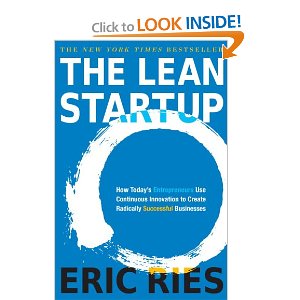 Click to LOOK INSIDE!
THE NEW YORK TIMES BESTSELLER
THE LEAN
STARTUP
How Today's Entrepreneurs Use
Continuous Innovation to Create
Radically Successful Businesses
ERIC RIES